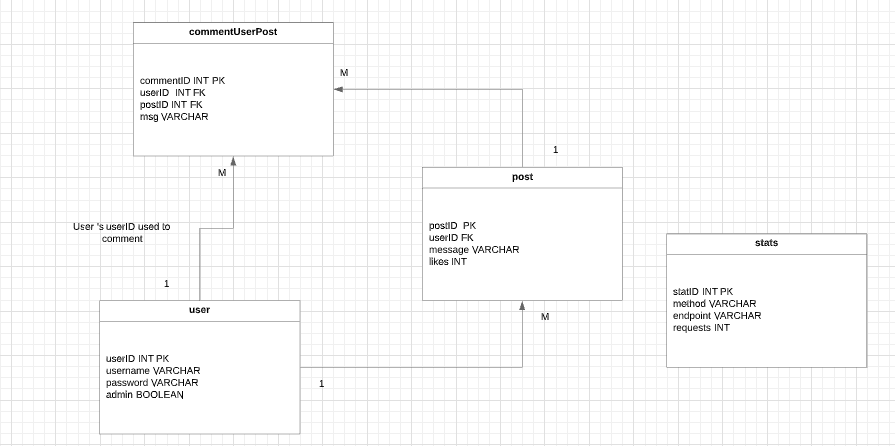 commentUserPost
commentID INT PK
userID INT FK
postID INT FK
msg VARCHAR
M
1
M
User 's userID used to
comment
1
post
postID PK
userID FK
message VARCHAR
likes INT
stats
statID INT PK
method VARCHAR
endpoint VARCHAR
requests INT
user
userID INT PK
username VARCHAR
password VARCHAR
admin BOOLEAN
M
1